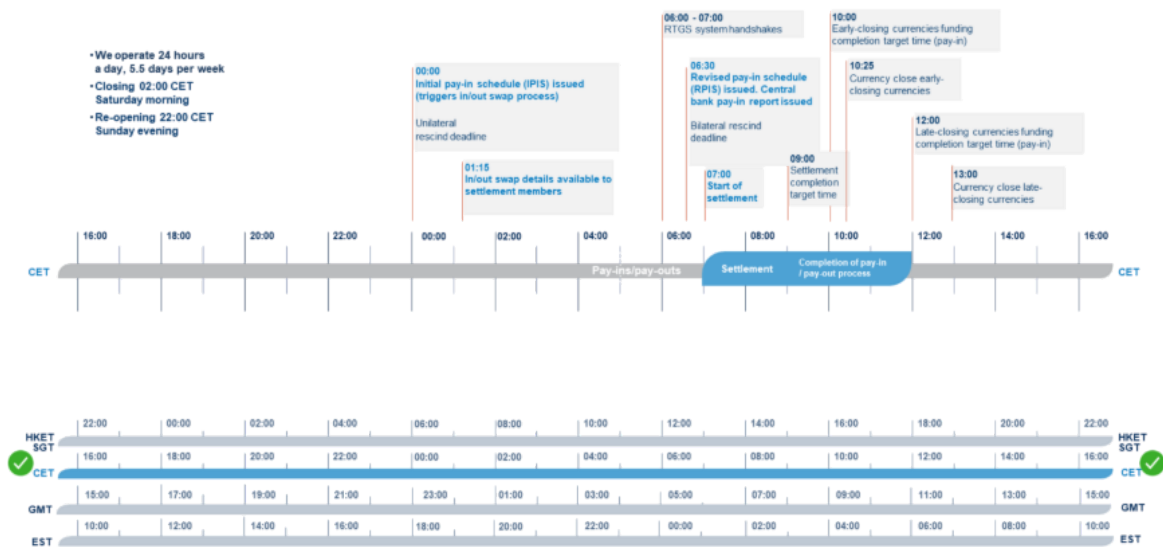 • We operate 24 hours
a day, 5.5 days per week
• Closing 02:00 CET
Saturday morning
• Re-opening 22:00 CET
Sunday evening
00:00
Initial pay-in schedule (IPIS) issued
(triggers in/out swap process)
Unilateral
rescind deadline
01:15
In/out swap details available to
settlement members
06:00 - 07:00
RTGS system handshakes
06:30
Revised pay-in schedule
(RPIS) issued. Central
bank pay-in report issued
Bilateral rescind
deadline
07:00
Start of
settlement
09:00
Settlement
completion
target time
10:00
Early-closing currencies funding
completion target time (pay-in)
10:25
Currency close early-
closing currencies
12:00
Late-closing currencies funding
completion target time (pay-in)
13:00
Currency close late-
closing currencies
16:00 18:00 20:00 22:00 00:00 02:00 04:00 06:00 08:00 10:00 12:00 14:00 16:00
CET Pay-ins/pay-outs Settlement Completion of pay-in CET
/ pay-out process
22:00 00:00 02:00 04:00 06:00 08:00 10:00 12:00 14:00 16:00 18:00 20:00 22:00
HKET HKET
SGT SGT
16:00 18:00 20:00 22:00 00:00 02:00 04:00 06:00 08:00 10:00 12:00 14:00 16:00
CET CET
15:00 17:00 19:00 21:00 23:00 01:00 03:00 05:00 07:00 09:00 11:00 13:00 15:00
GMT GMT
10:00 12:00 14:00 16:00 18:00 20:00 22:00 00:00 02:00 04:00 06:00 08:00 10:00
EST EST